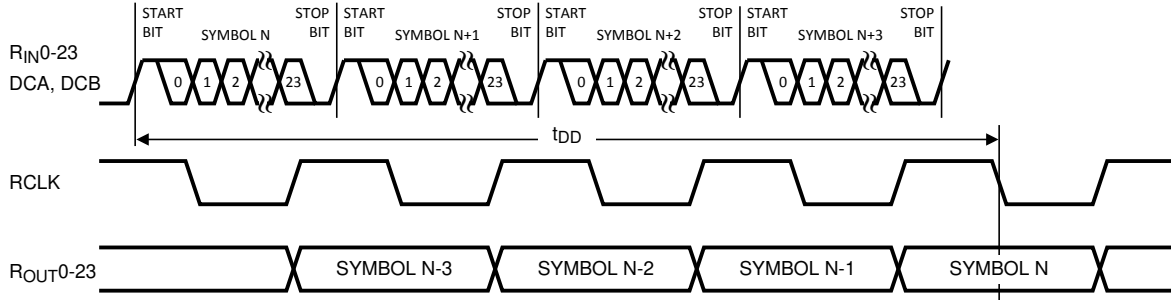 START BIT SYMBOL N STOP BIT START BIT SYMBOL N+1 STOP BIT START BIT SYMBOL N+2 STOP BIT START BIT SYMBOL N+3 STOP BIT
RIN0-23
DCA, DCB
0 1 2 23 0 1 2 23 0 1 2 23 0 1 2 23
tDD
RCLK
ROUT0-23 SYMBOL N-3 SYMBOL N-2 SYMBOL N-1 SYMBOL N